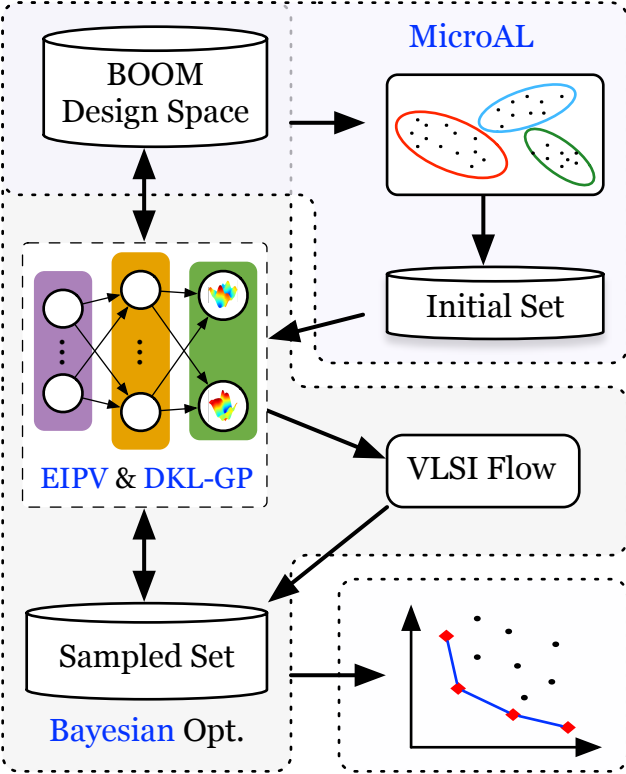 MicroAL
BOOM
Design Space
Initial Set
EIPV & DKL-GP
VLSI Flow
Sampled Set
Bayesian Opt.